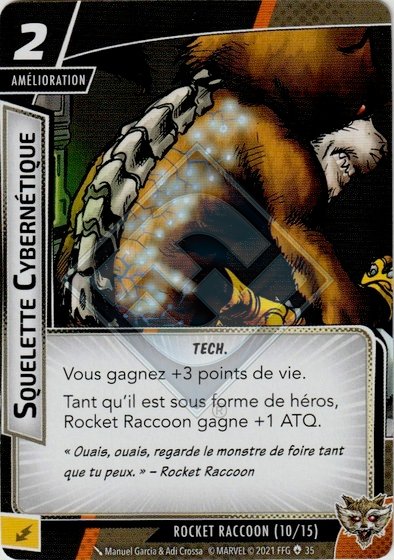 2
AMÉLIORATION
SQUELETTE CYBERNÉTIQUE
TECH.
Vous gagnez +3 points de vie.
Tant qu'il est sous forme de héros,
Rocket Raccoon gagne +1 ATQ.
« Ouais, ouais, regarde le monstre de foire tant
que tu peux. » – Rocket Raccoon
ROCKET RACCOON (10/15)
Manuel Garcia & Adi Crossa © MARVEL © 2021 FFG 35
®